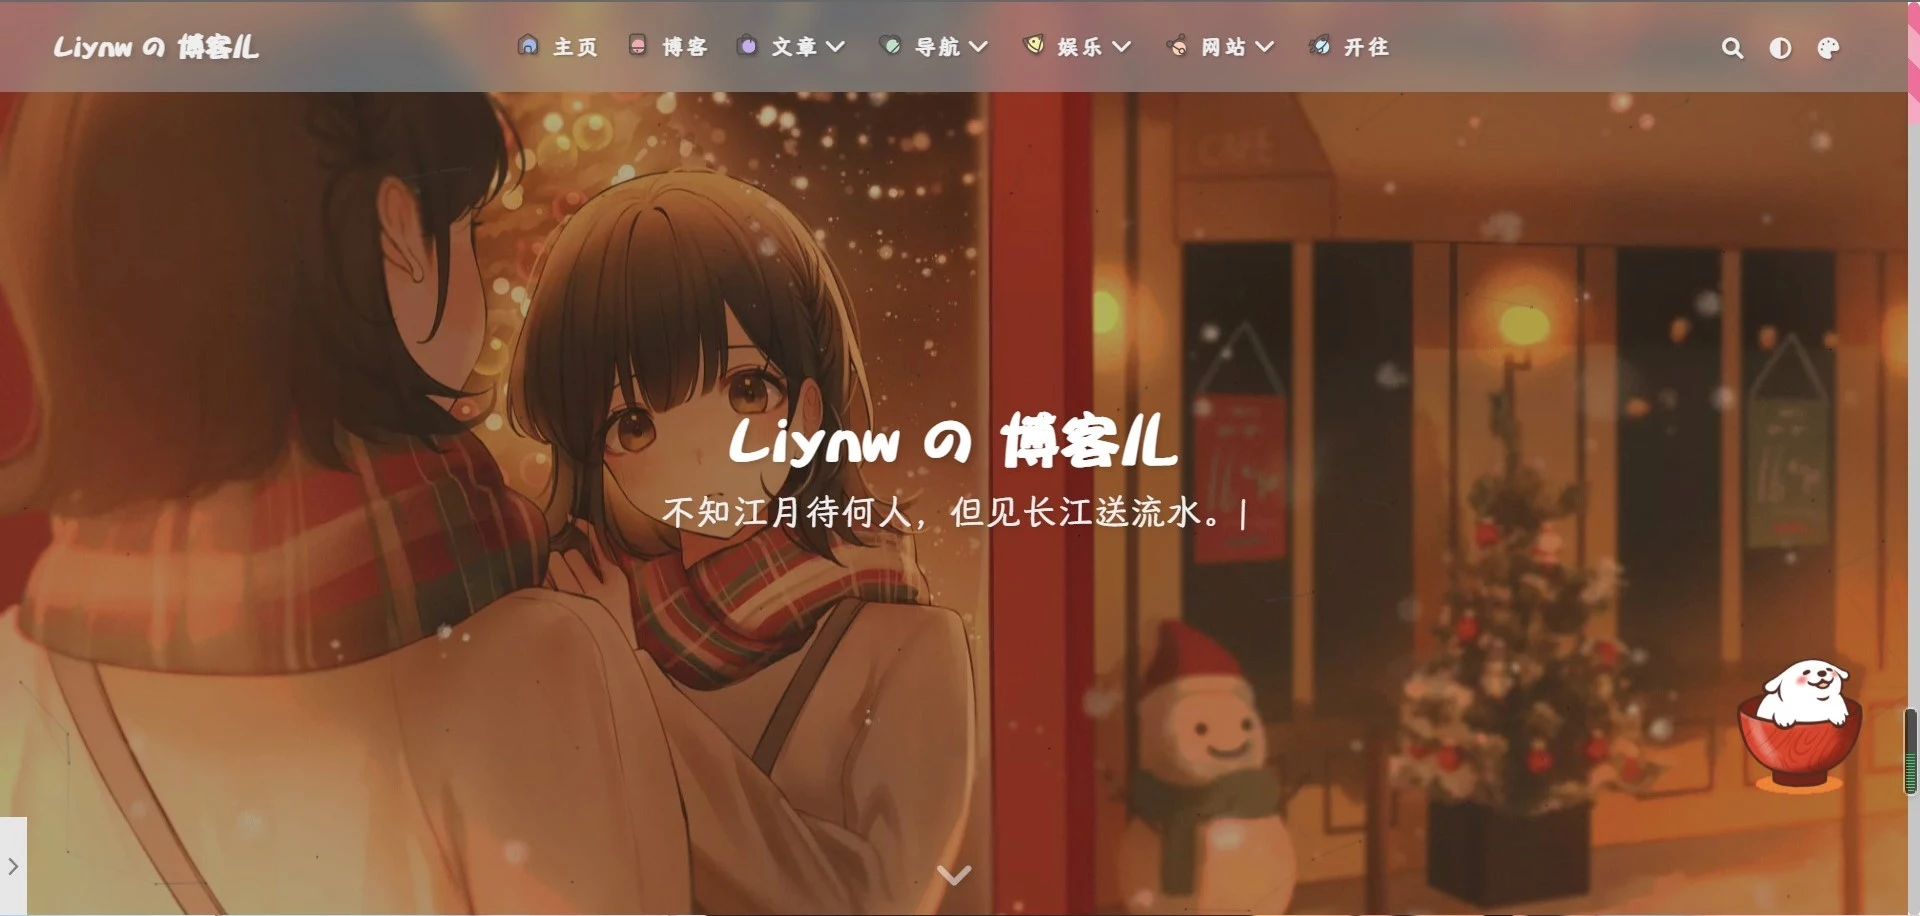 Liynw の 博客儿
主页 博客 文章 导航 娱乐 网站 开往
CAFE
Liynw の 博客儿
不知江月待何人，但见长江送流水。|